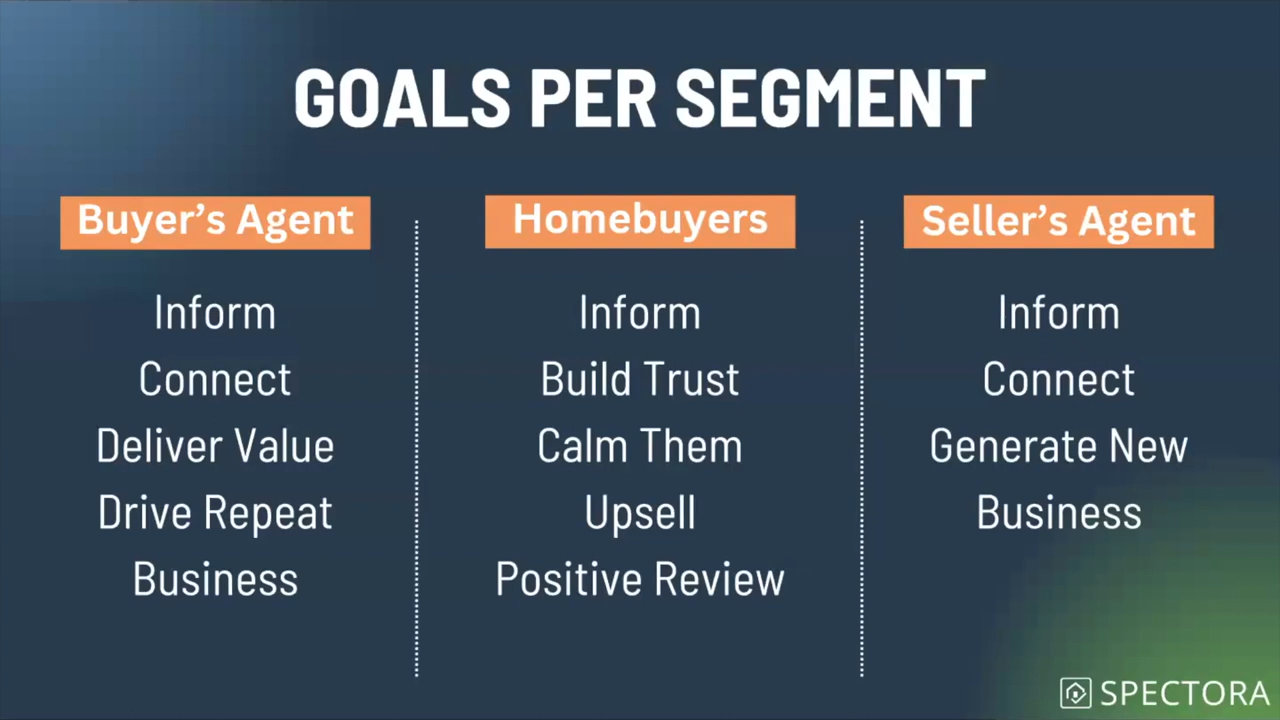 GOALS PER SEGMENT
Buyer’s Agent
Inform
Connect
Deliver Value
Drive Repeat
Business
Homebuyers
Inform
Build Trust
Calm Them
Upsell
Positive Review
Seller’s Agent
Inform
Connect
Generate New
Business
SPECTORA